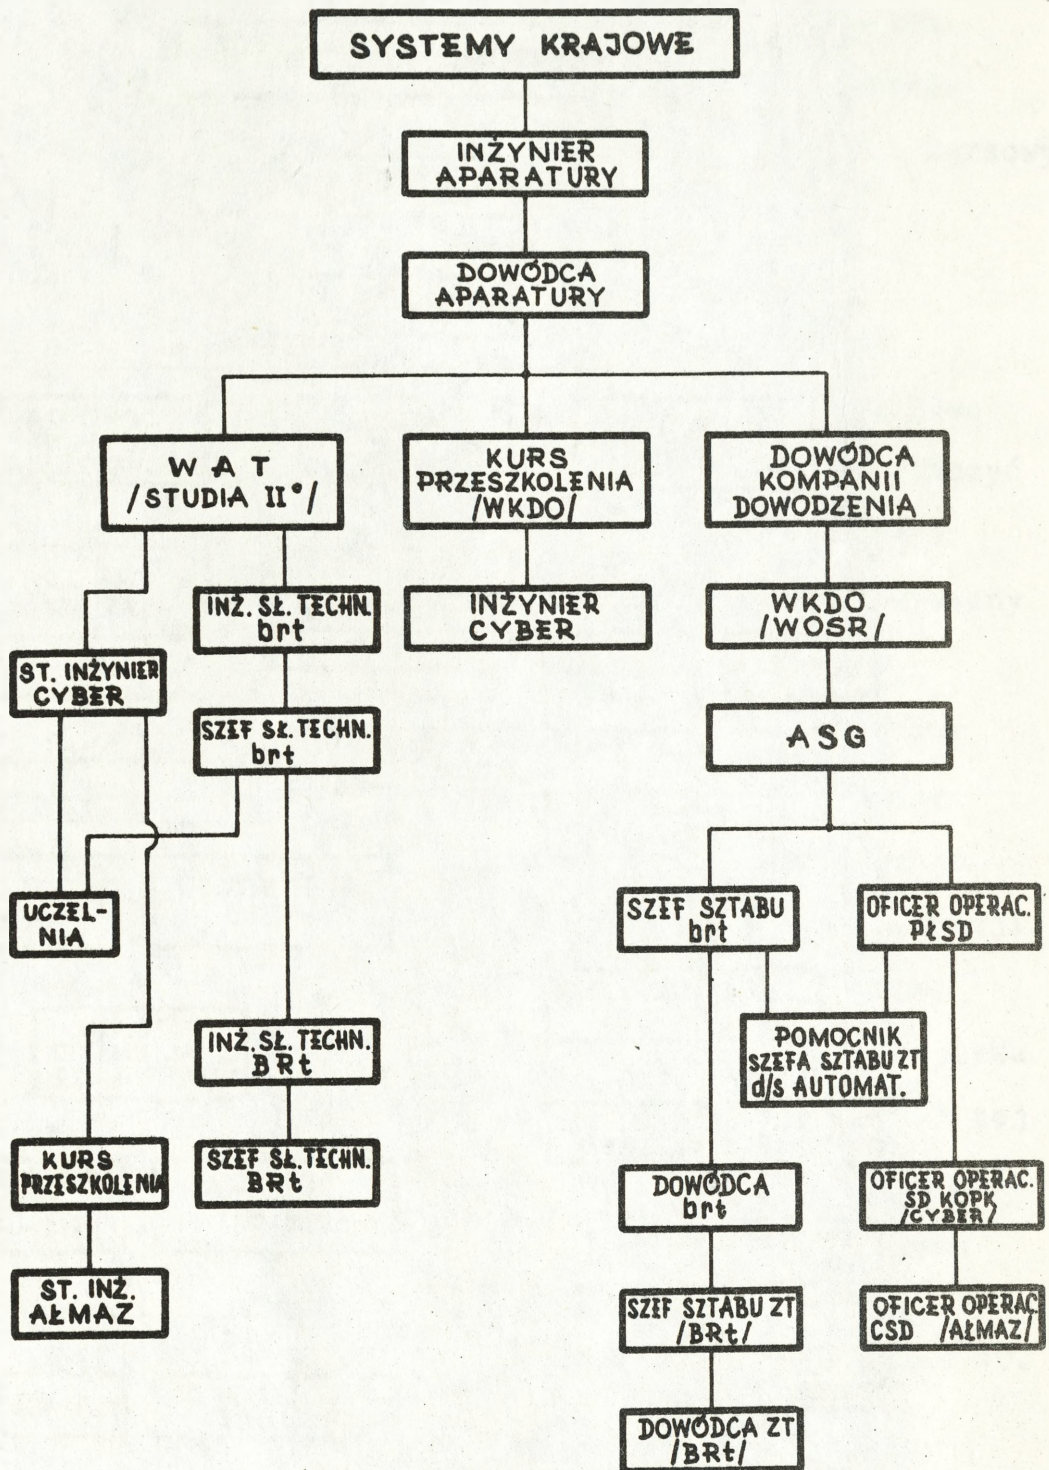 SYSTEMY KRAJOWE
INŻYNIER
APARATURY
DOWÓDCA
APARATURY
WAT
/STUDIA II°/
KURS
PRZESZKOLENIA
/WKDO/
DOWÓDCA
KOMPANII
DOWODZENIA
INŻ. SŁ. TECHN.
brt
INŻYNIER
CYBER
WKDO
/WOSR/
ST. INŻYNIER
CYBER
SZEF SŁ. TECHN.
brt
ASG
UCZEL-
NIA
SZEF SZTABU
brt
OFICER OPERAC.
PŁSD
INŻ. SŁ. TECHN.
BRt
POMOCNIK
SZEFA SZTABU ZT
d/s AUTOMAT.
KURS
PRZESZKOLENIA
SZEF SŁ. TECHN.
BRt
DOWÓDCA
brt
OFICER OPERAC.
SD KOPK
/CYBER/
ST. INŻ.
AŁMAZ
SZEF SZTABU ZT
/BRt/
OFICER OPERAC
CSD /AŁMAZ/
DOWÓDCA ZT
/BRt/